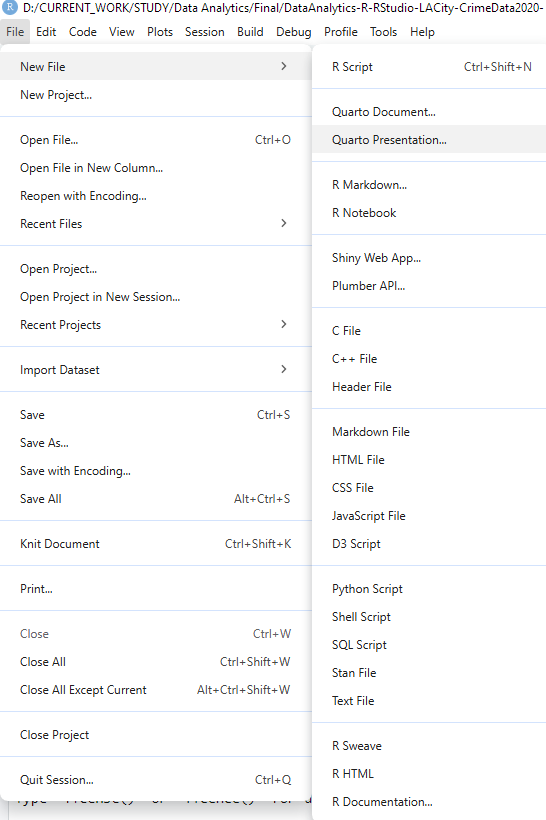 R D:/CURRENT_WORK/STUDY/Data Analytics/Final/DataAnalytics-R-RStudio-LACity-CrimeData2020-
File Edit Code View Plots Session Build Debug Profile Tools Help
New File
New Project...
Open File... Ctrl+O
Open File in New Column...
Reopen with Encoding...
Recent Files
Open Project...
Open Project in New Session...
Recent Projects
Import Dataset
Save Ctrl+S
Save As...
Save with Encoding...
Save All Alt+Ctrl+S
Knit Document Ctrl+Shift+K
Print...
Close Ctrl+W
Close All Ctrl+Shift+W
Close All Except Current Alt+Ctrl+Shift+W
Close Project
Quit Session... Ctrl+Q
R Script Ctrl+Shift+N
Quarto Document...
Quarto Presentation...
R Markdown...
R Notebook
Shiny Web App...
Plumber API...
C File
C++ File
Header File
Markdown File
HTML File
CSS File
JavaScript File
D3 Script
Python Script
Shell Script
SQL Script
Stan File
Text File
R Sweave
R HTML
R Documentation...